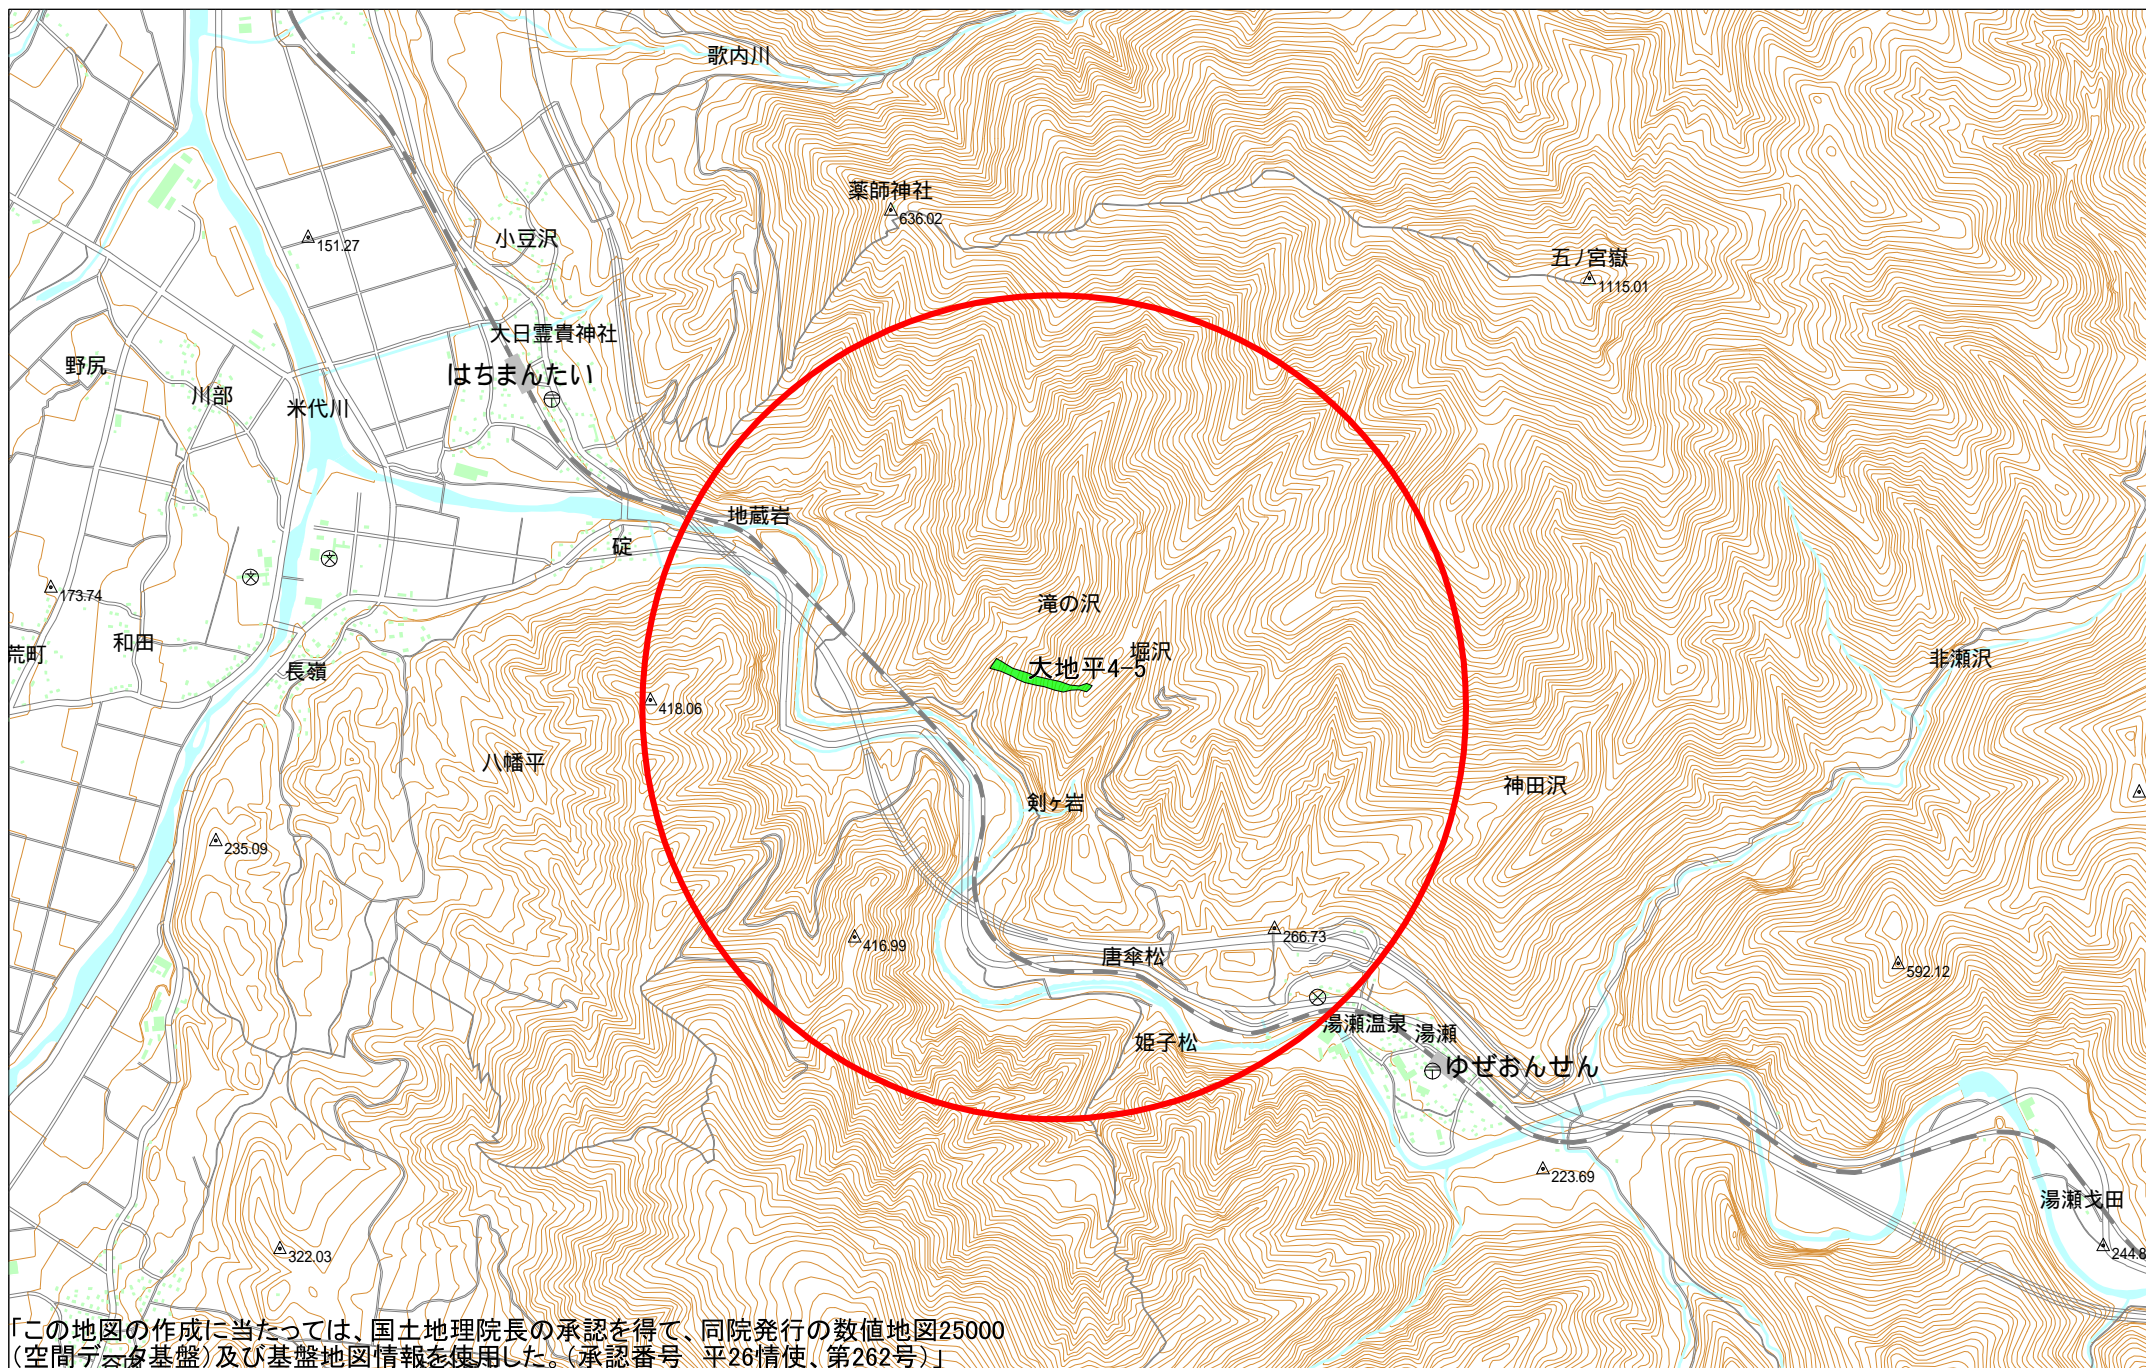 歌内川
薬師神社
636.02
小豆沢
151.27
五ノ宮嶽
1115.01
大日霊貴神社
はちまんたい
野尻
川部
米代川
地蔵岩
碇
173.74
滝の沢
和田
荒町
長嶺
堀沢
大地平4-5
非瀬沢
418.06
八幡平
神田沢
剣ヶ岩
235.09
416.99
266.73
唐傘松
592.12
湯瀬温泉
湯瀬
姫子松
ゆぜおんせん
223.69
湯瀬戈田
322.03
244.8
「この地図の作成に当たっては、国土地理院長の承認を得て、同院発行の数値地図25000
（空間データ基盤）及び基盤地図情報を使用した。（承認番号　平26情使、第262号）」